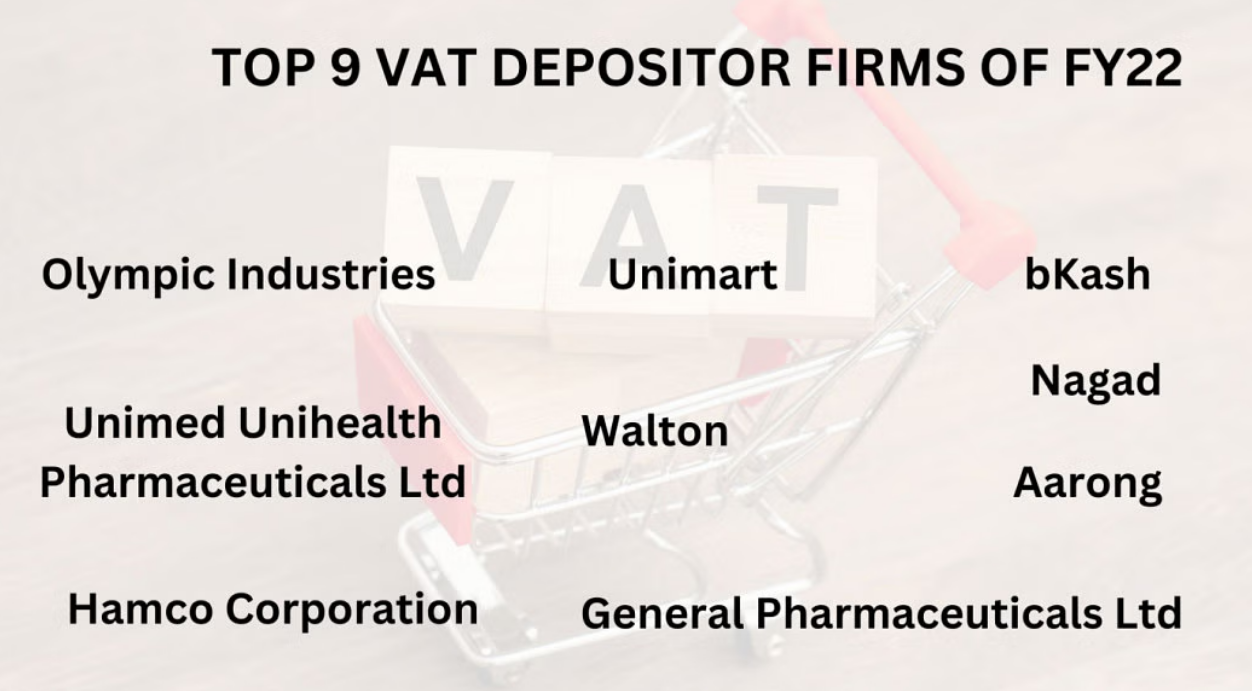 TOP 9 VAT DEPOSITOR FIRMS OF FY22
V A T
Olympic Industries
Unimart
bKash
Nagad
Unimed Unihealth
Pharmaceuticals Ltd
Walton
Aarong
Hamco Corporation
General Pharmaceuticals Ltd